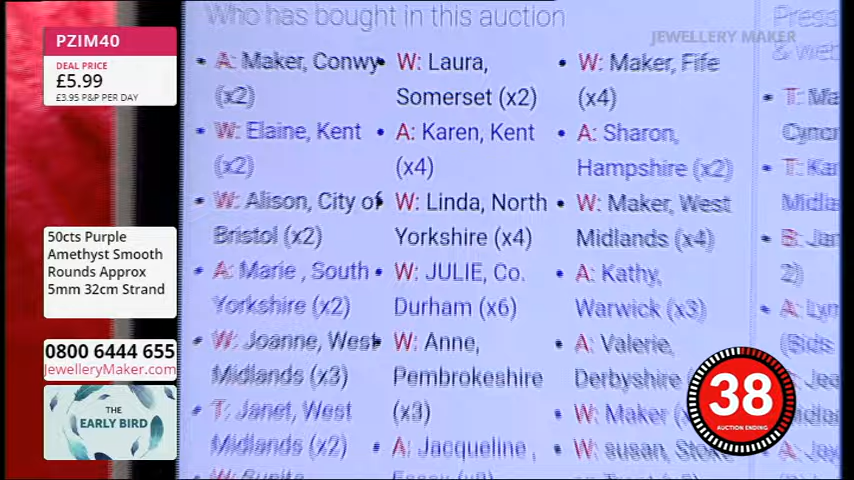 Who has bought in this auction
JEWELLERY MAKER
PZIM40
DEAL PRICE
£5.99
£3.95 P&P PER DAY
50cts Purple
Amethyst Smooth
Rounds Approx
5mm 32cm Strand
0800 6444 655
JewelleryMaker.com
THE
EARLY BIRD
A: Maker, Conwy
(x2)
W: Elaine, Kent
(x2)
W: Alison, City of
Bristol (x2)
A: Marie , South
Yorkshire (x2)
W: Joanne, West
Midlands (x3)
T: Janet, West
Midlands (x2)
W: Laura,
Somerset (x2)
A: Karen, Kent
(x4)
W: Linda, North
Yorkshire (x4)
W: JULIE, Co.
Durham (x6)
W: Anne,
Pembrokeshire
(x3)
A: Jacqueline ,
W: Maker, Fife
(x4)
A: Sharon,
Hampshire (x2)
W: Maker, West
Midlands (x4)
A: Kathy,
Warwick (x3)
A: Valerie,
Derbyshire
W: Maker
W: susan,
& we
T:
T:
B:
2)
A:
(Sids
A:
38
AUCTION ENDING